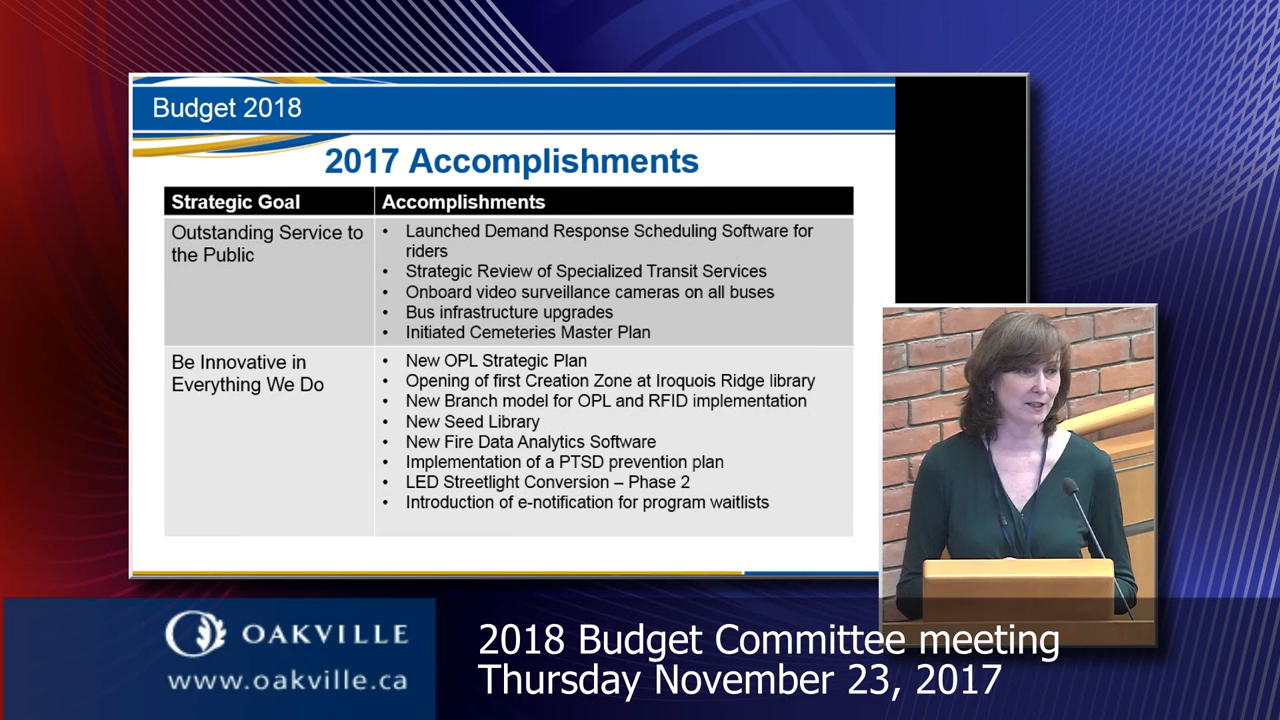 Budget 2018
2017 Accomplishments
Strategic Goal
Accomplishments
Outstanding Service to
the Public
• Launched Demand Response Scheduling Software for
riders
• Strategic Review of Specialized Transit Services
• Onboard video surveillance cameras on all buses
• Bus infrastructure upgrades
• Initiated Cemeteries Master Plan
Be Innovative in
Everything We Do
• New OPL Strategic Plan
• Opening of first Creation Zone at Iroquois Ridge library
• New Branch model for OPL and RFID implementation
• New Seed Library
• New Fire Data Analytics Software
• Implementation of a PTSD prevention plan
• LED Streetlight Conversion – Phase 2
• Introduction of e-notification for program waitlists
OAKVILLE
www.oakville.ca
2018 Budget Committee meeting
Thursday November 23, 2017